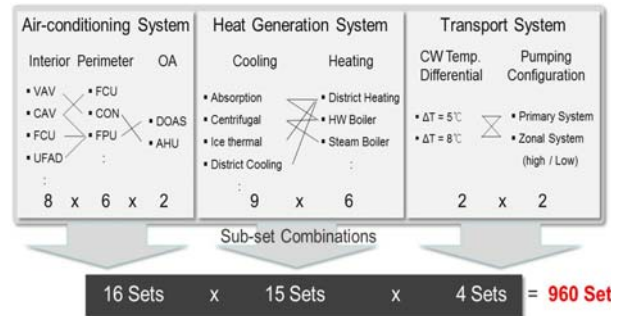 Air-conditioning System
Interior Perimeter OA
▪ VAV
▪ CAV
▪ FCU
▪ UFAD
:
▪ FCU
▪ CON
▪ FPU
:
▪ DOAS
▪ AHU
8 x 6 x 2
Heat Generation System
Cooling Heating
▪ Absorption
▪ Centrifugal
▪ Ice thermal
▪ District Cooling
:
▪ District Heating
▪ HW Boiler
▪ Steam Boiler
:
9 x 6
Transport System
CW Temp.
Differential
Pumping
Configuration
▪ ΔT = 5℃
▪ ΔT = 8℃
▪ Primary System
▪ Zonal System
(high / Low)
2 x 2
Sub-set Combinations
16 Sets x 15 Sets x 4 Sets = 960 Set